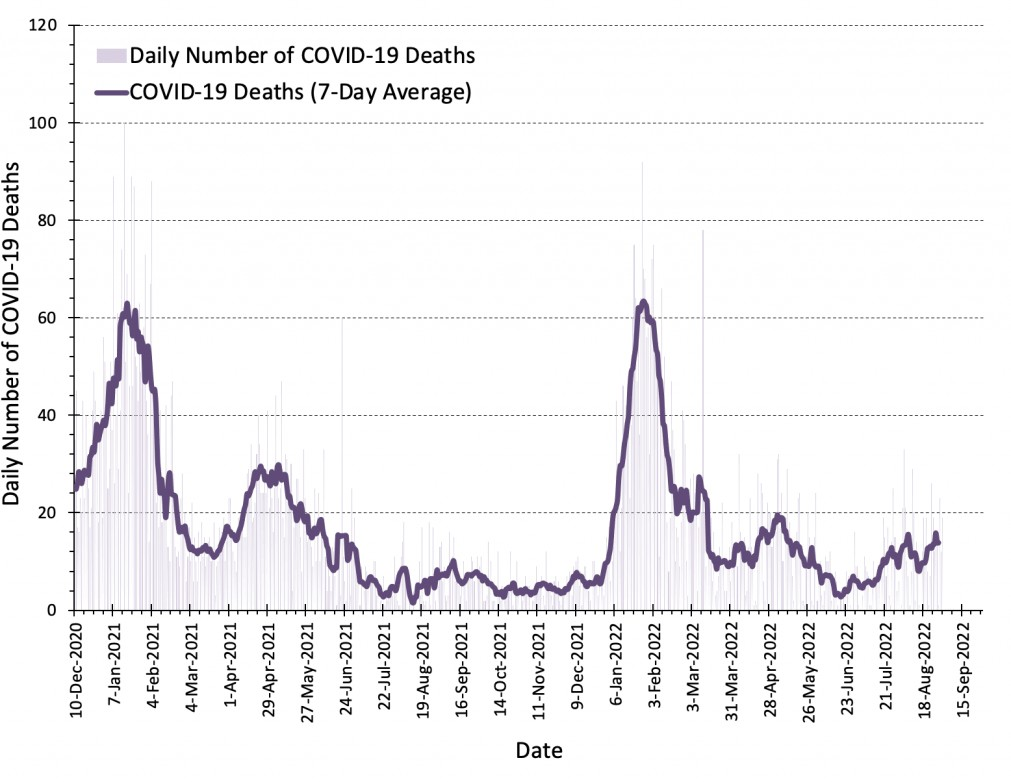 Daily Number of COVID-19 Deaths
120
100
80
60
40
20
0
Daily Number of COVID-19 Deaths
COVID-19 Deaths (7-Day Average)
10-Dec-2020
7-Jan-2021
4-Feb-2021
4-Mar-2021
1-Apr-2021
29-Apr-2021
27-May-2021
24-Jun-2021
22-Jul-2021
19-Aug-2021
16-Sep-2021
14-Oct-2021
11-Nov-2021
9-Dec-2021
6-Jan-2022
3-Feb-2022
3-Mar-2022
31-Mar-2022
28-Apr-2022
26-May-2022
23-Jun-2022
21-Jul-2022
18-Aug-2022
15-Sep-2022
Date